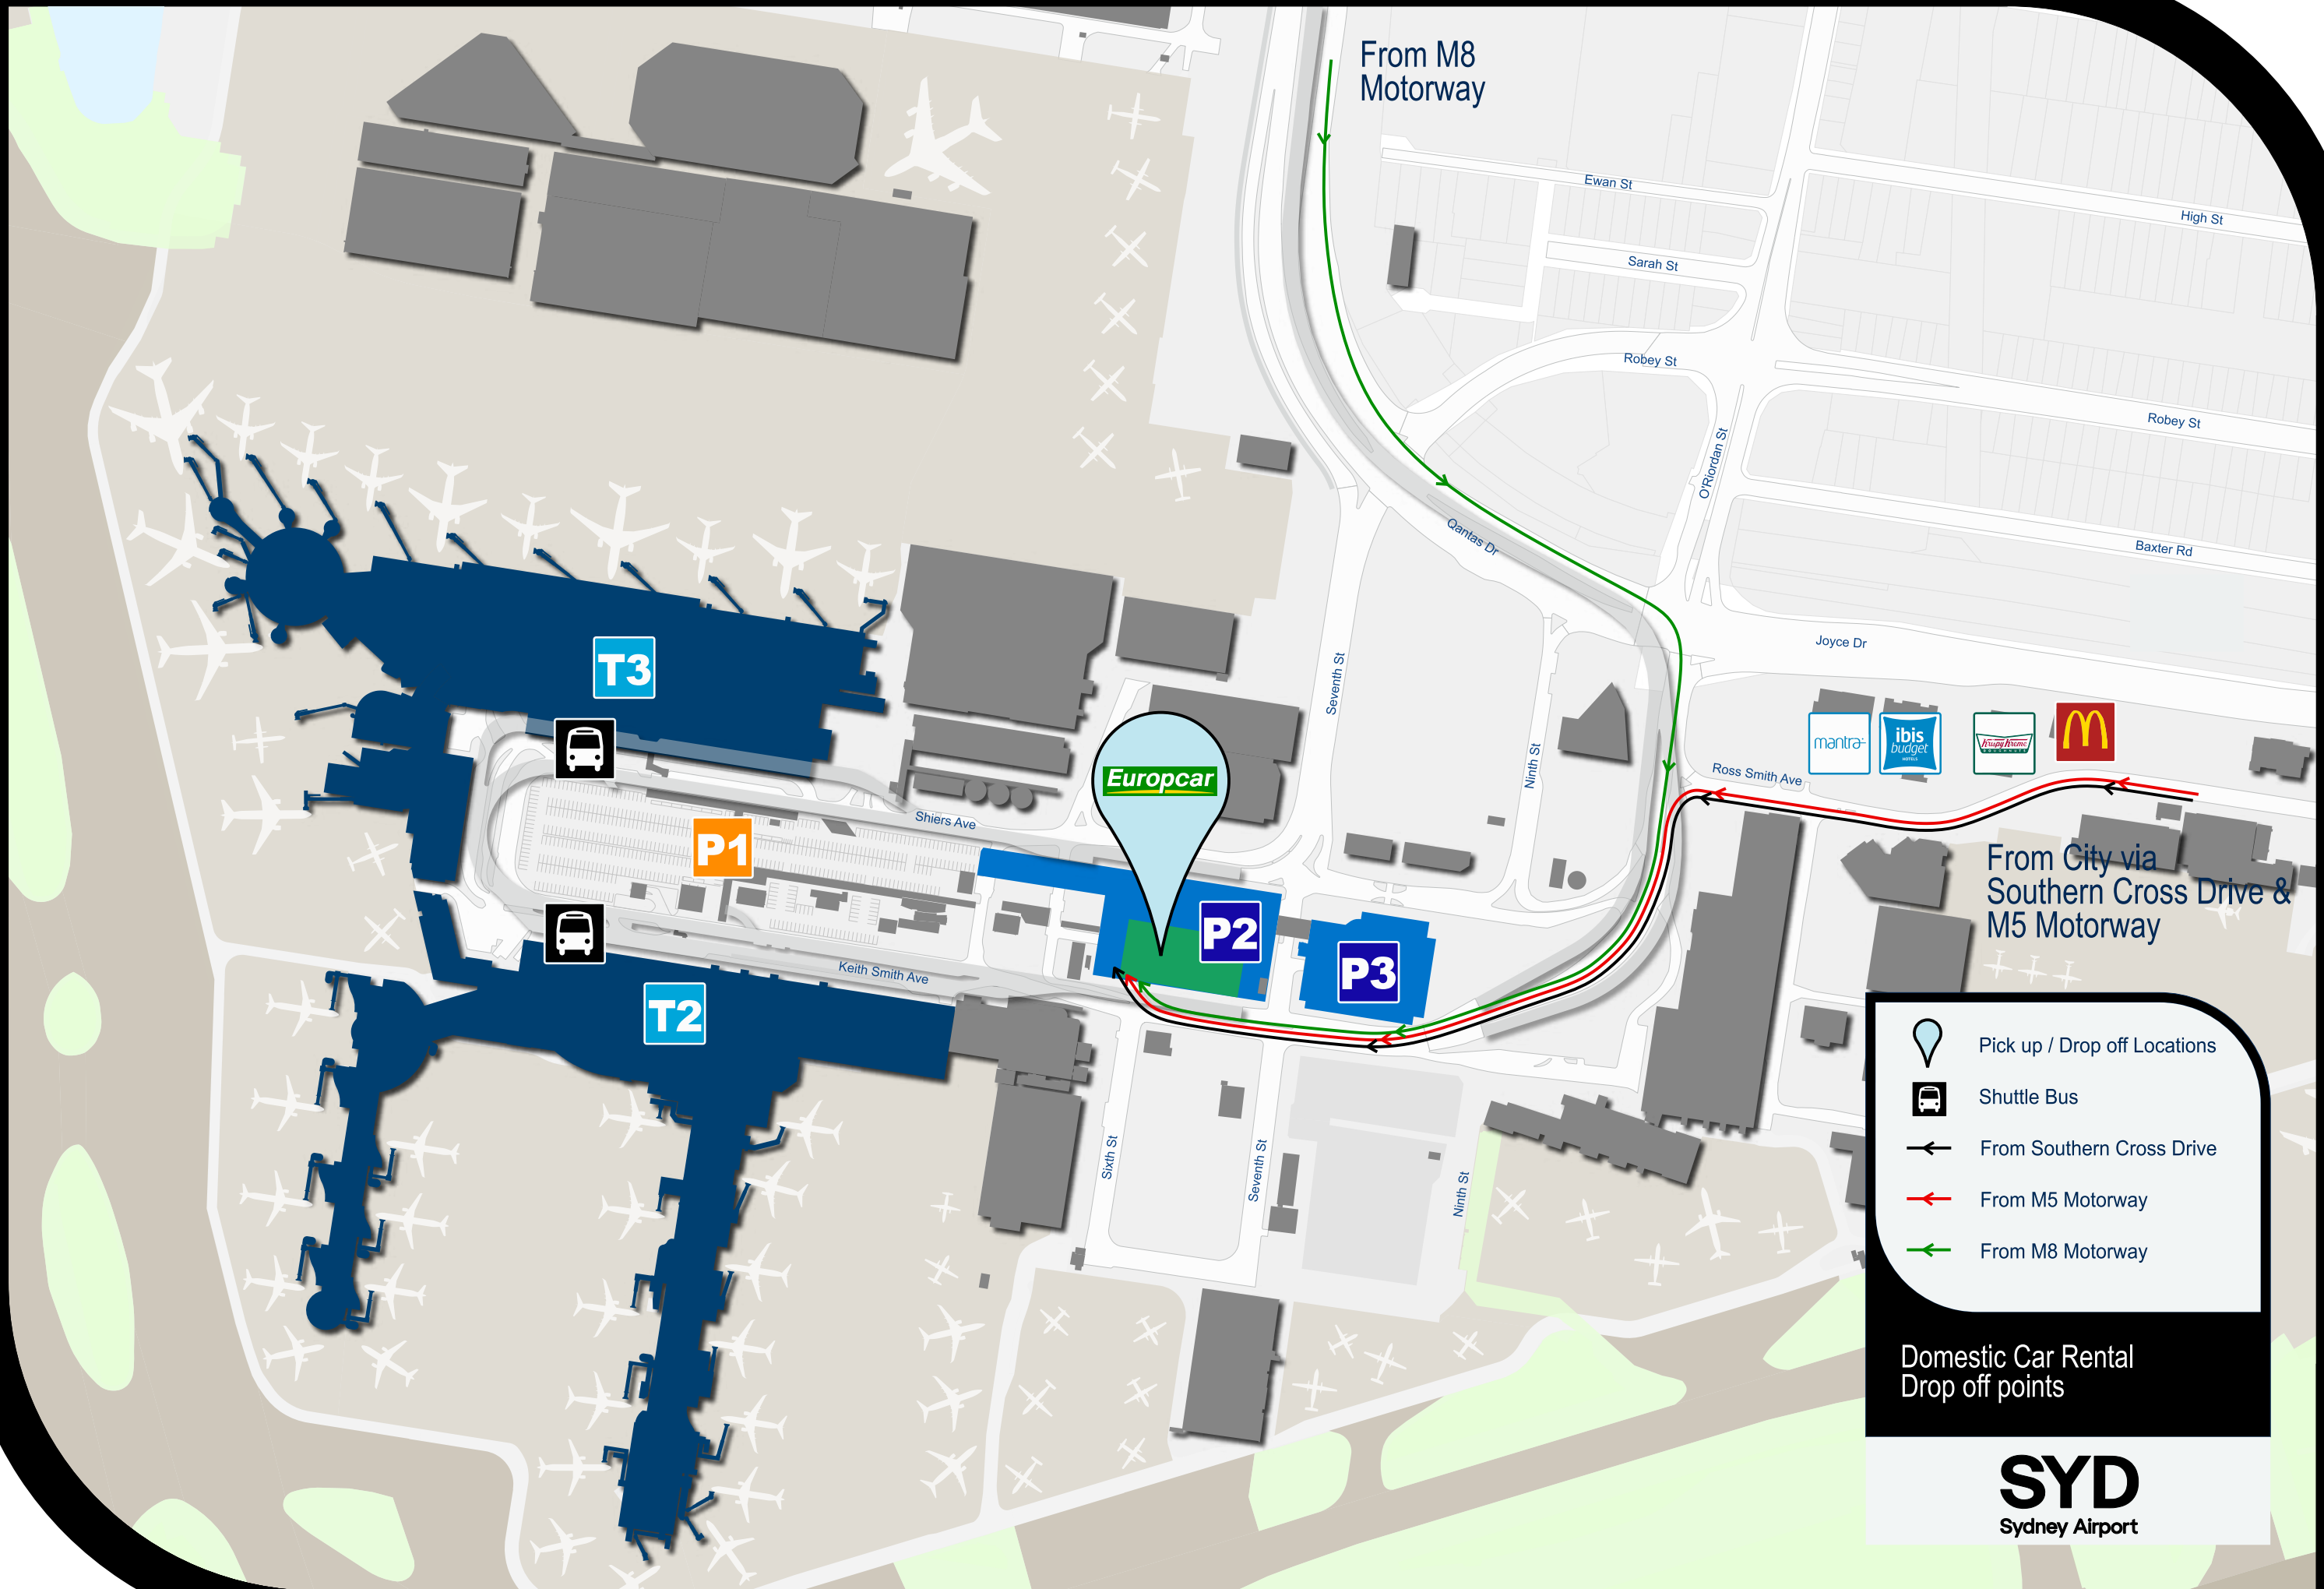 From M8
Motorway
Ewan St
High St
Sarah St
Robey St
Robey St
O'Riordan St
Qantas Dr
Baxter Rd
Joyce Dr
Seventh St
T3
mantra
ibis
budget
HOTELS
Krispy Kreme
DOUGHNUTS
Ninth St
Ross Smith Ave
Europcar
Shiers Ave
P1
From City via
Southern Cross Drive &
M5 Motorway
P2
P3
Keith Smith Ave
T2
Sixth St
Seventh St
Ninth St
Pick up / Drop off Locations
Shuttle Bus
From Southern Cross Drive
From M5 Motorway
From M8 Motorway
Domestic Car Rental
Drop off points
SYD
Sydney Airport